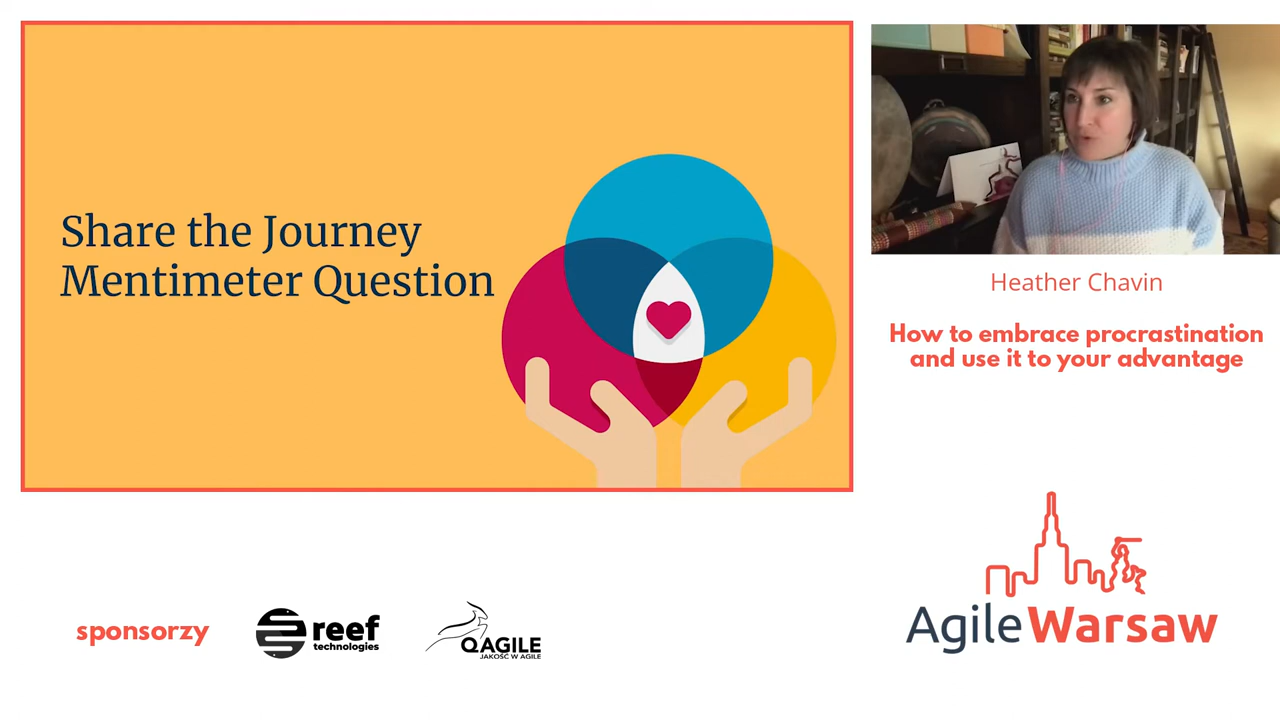 Share the Journey
Mentimeter Question
Heather Chavin
How to embrace procrastination
and use it to your advantage
sponsorzy
reef
technologies
QAGILE
JAKOŚĆ W AGILE
AgileWarsaw